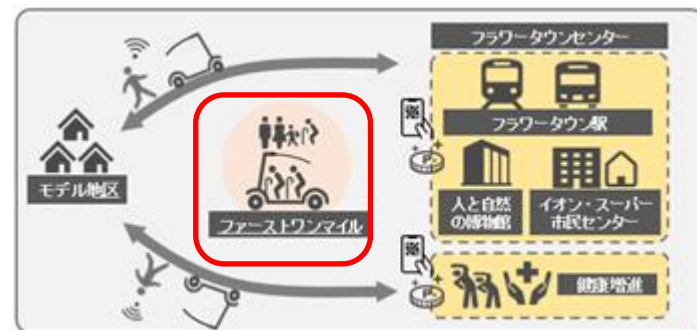 フラワータウンセンター
フラワータウン駅
モデル地区
ファーストワンマイル
人と自然
の博物館
イオン・スーパー
市民センター
健康増進